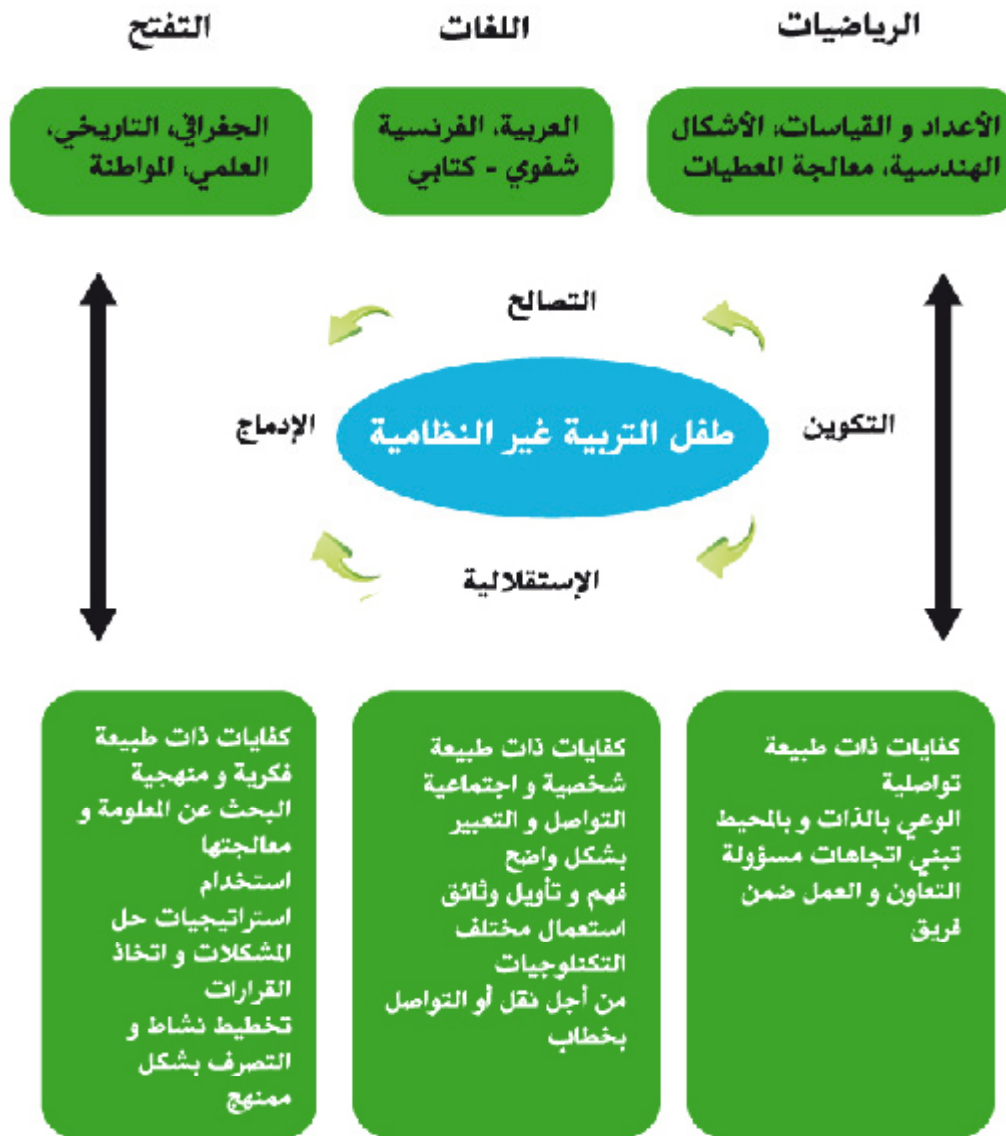 الرياضيات
اللغات
التفتح
الأعداد و القياسات، الأشكال
الهندسية، معالجة المعطيات
العربية، الفرنسية
شفوي - كتابي
الجغرافي، التاريخي،
العلمي، المواطنة
التصالح
التكوين
طفل التربية غير النظامية
الإدماج
الإستقلالية
كفايات ذات طبيعة
تواصلية
الوعي بالذات و بالمحيط
تبني اتجاهات مسؤولة
التعاون و العمل ضمن
فريق
كفايات ذات طبيعة
شخصية و اجتماعية
التواصل و التعبير
بشكل واضح
فهم و تأويل وثائق
استعمال مختلف
التكنلوجيات
من أجل نقل أو التواصل
بخطاب
كفايات ذات طبيعة
فكرية و منهجية
البحث عن المعلومة و
معالجتها
استخدام
استراتيجيات حل
المشكلات و اتخاذ
القرارات
تخطيط نشاط و
التصرف بشكل
ممنهج